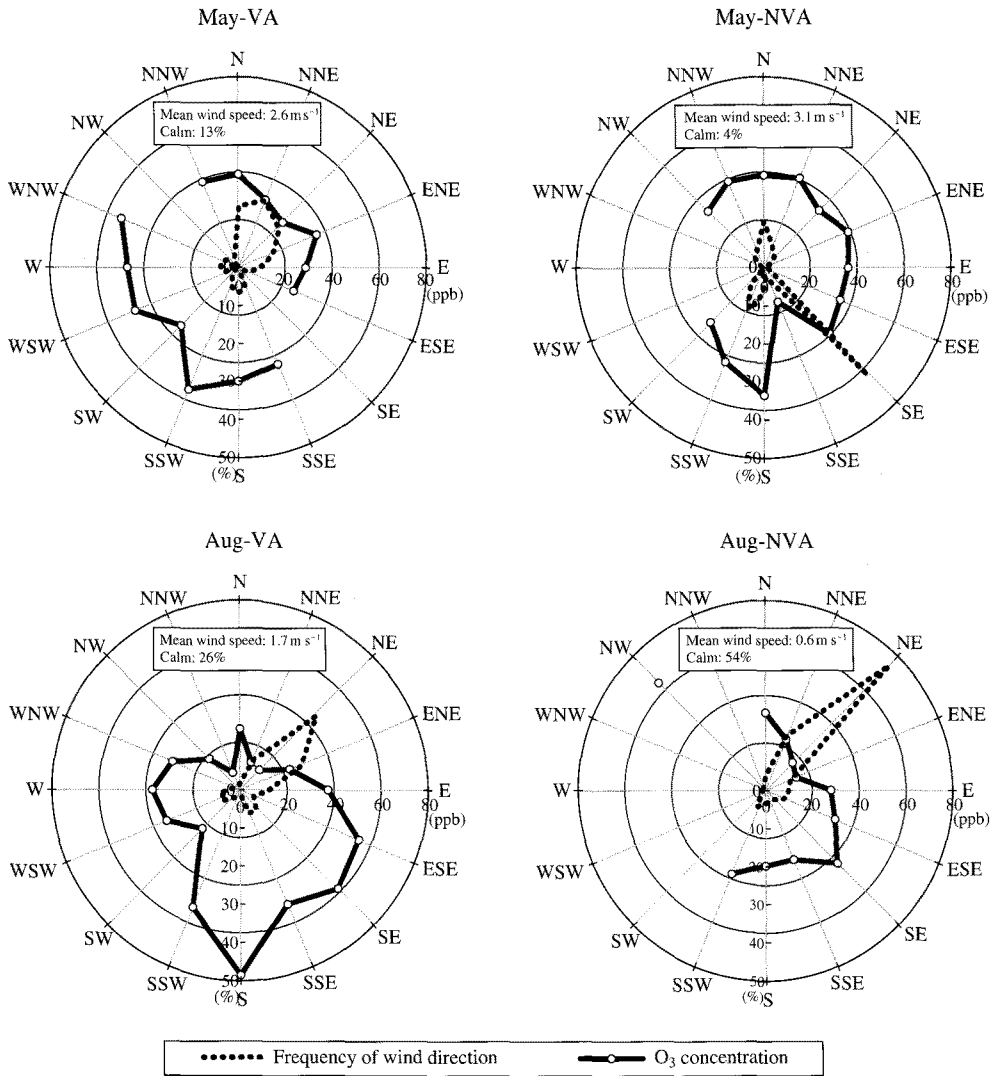 May-VA
N
NNW
NNE
NW
NE
WNW
ENE
W
E
WSW
ESE
SW
SE
SSW
SSE
S
Mean wind speed: 2.6 m s⁻¹
Calm: 13%
0
20 40 60 80
(ppb)
10
20
30
40
50
(%)
May-NVA
N
NNW
NNE
NW
NE
WNW
ENE
W
E
WSW
ESE
SW
SE
SSW
SSE
S
Mean wind speed: 3.1 m s⁻¹
Calm: 4%
0
20 40 60 80
(ppb)
10
20
30
40
50
(%)
Aug-VA
N
NNW
NNE
NW
NE
WNW
ENE
W
E
WSW
ESE
SW
SE
SSW
SSE
S
Mean wind speed: 1.7 m s⁻¹
Calm: 26%
0
20 40 60 80
(ppb)
10
20
30
40
50
(%)
Aug-NVA
N
NNW
NNE
NW
NE
WNW
ENE
W
E
WSW
ESE
SW
SE
SSW
SSE
S
Mean wind speed: 0.6 m s⁻¹
Calm: 54%
0
20 40 60 80
(ppb)
10
20
30
40
50
(%)
Frequency of wind direction
O₃ concentration